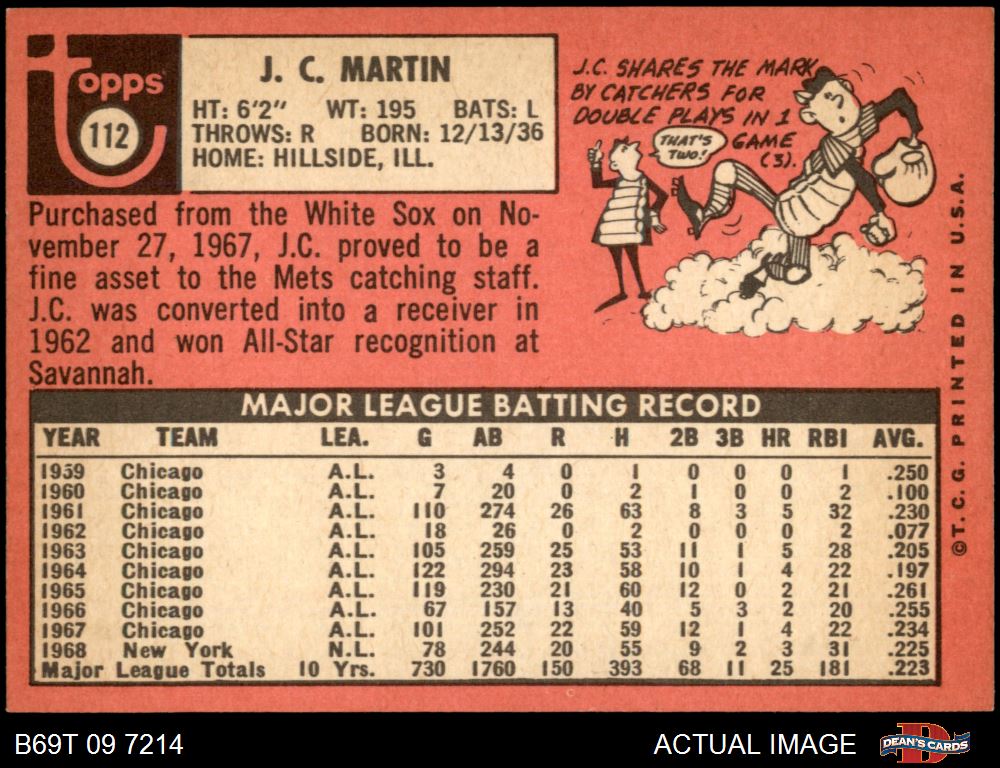 Topps
112
J. C. MARTIN
HT: 6'2" WT: 195 BATS: L
THROWS: R BORN: 12/13/36
HOME: HILLSIDE, ILL.
J.C. SHARES THE MARK
BY CATCHERS FOR
DOUBLE PLAYS IN 1
GAME
(3).
THAT'S
TWO!
Purchased from the White Sox on No-
vember 27, 1967, J.C. proved to be a
fine asset to the Mets catching staff.
J.C. was converted into a receiver in
1962 and won All-Star recognition at
Savannah.
MAJOR LEAGUE BATTING RECORD
YEAR TEAM LEA. G AB R H 2B 3B HR RBI AVG.
1959 Chicago A.L. 3 4 0 1 0 0 0 1 .250
1960 Chicago A.L. 7 20 0 2 1 0 0 2 .100
1961 Chicago A.L. 110 274 26 63 8 3 5 32 .230
1962 Chicago A.L. 18 26 0 2 0 0 0 2 .077
1963 Chicago A.L. 105 259 25 53 11 1 5 28 .205
1964 Chicago A.L. 122 294 23 58 10 1 4 22 .197
1965 Chicago A.L. 119 230 21 60 12 0 2 21 .261
1966 Chicago A.L. 67 157 13 40 5 3 2 20 .255
1967 Chicago A.L. 101 252 22 59 12 1 4 22 .234
1968 New York N.L. 78 244 20 55 9 2 3 31 .225
Major League Totals 10 Yrs. 730 1760 150 393 68 11 25 181 .223
©T.C.G. PRINTED IN U.S.A.
B69T 09 7214
ACTUAL IMAGE
D
DEAN'S CARDS